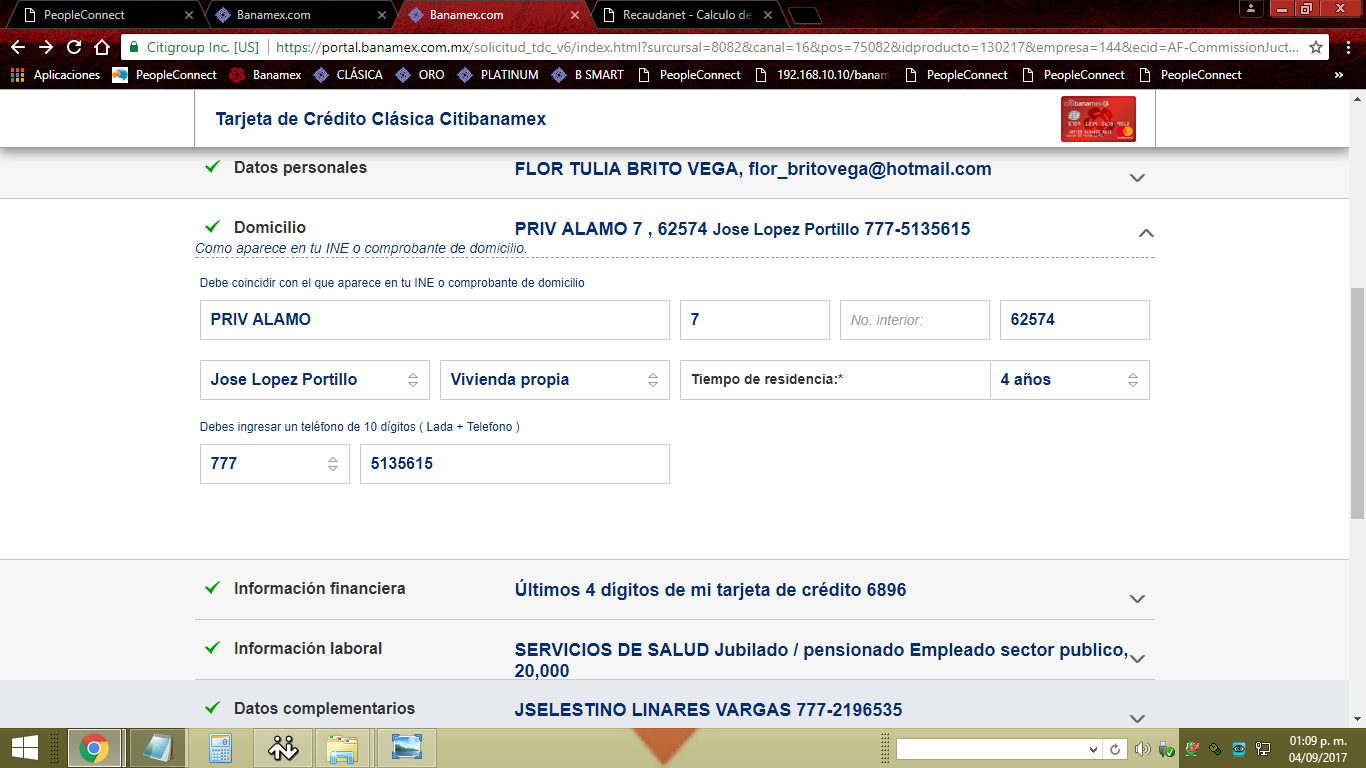 PeopleConnect
Banamex.com
Banamex.com
Recaudanet - Calculo de
Citigroup Inc. [US]
https://portal.banamex.com.mx/solicitud_tdc_v6/index.html?sursursal=8082&canal=16&pos=75082&idproducto=130217&empresa=144&ecid=AF-CommissionJuct...
Aplicaciones PeopleConnect Banamex CLÁSICA ORO PLATINUM B SMART PeopleConnect 192.168.10.10/banam PeopleConnect PeopleConnect PeopleConnect »
Tarjeta de Crédito Clásica Citibanamex
citibanamex
Datos personales FLOR TULIA BRITO VEGA, flor_britovega@hotmail.com
Domicilio PRIV ALAMO 7 , 62574 Jose Lopez Portillo 777-5135615
Como aparece en tu INE o comprobante de domicilio.
Debe coincidir con el que aparece en tu INE o comprobante de domicilio
PRIV ALAMO 7 No. interior: 62574
Jose Lopez Portillo Vivienda propia Tiempo de residencia:* 4 años
Debes ingresar un teléfono de 10 dígitos ( Lada + Telefono )
777 5135615
Información financiera Últimos 4 dígitos de mi tarjeta de crédito 6896
Información laboral SERVICIOS DE SALUD Jubilado / pensionado Empleado sector publico,
20,000
Datos complementarios JSELESTINO LINARES VARGAS 777-2196535
01:09 p. m.
04/09/2017